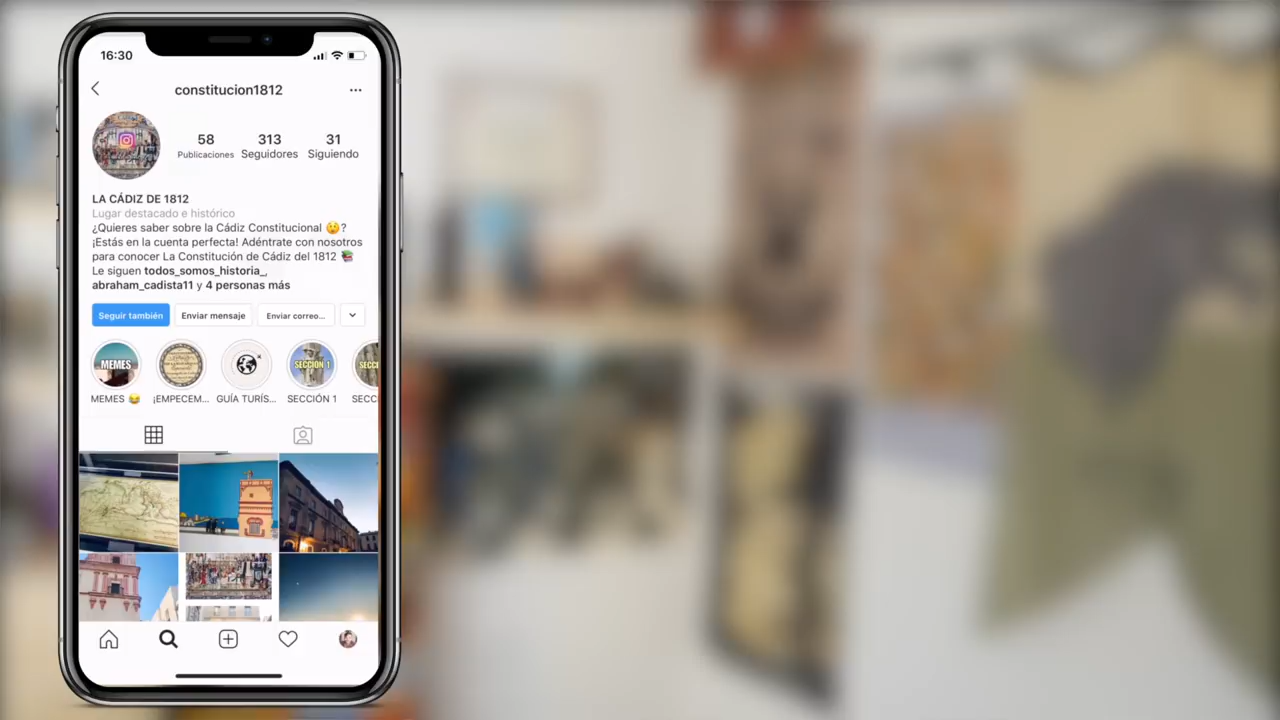 16:30
constitucion1812
58
313
31
Publicaciones
Seguidores
Siguiendo
LA CÁDIZ DE 1812
Lugar destacado e histórico
¿Quieres saber sobre la Cádiz Constitucional 😲?
¡Estás en la cuenta perfecta! Adéntrate con nosotros
para conocer La Constitución de Cádiz del 1812 📚
Le siguen todos_somos_historia_,
abraham_cadista11 y 4 personas más
Seguir también
Enviar mensaje
Enviar correo...
MEMES
SECCIÓN 1
SECCI
MEMES 😂
¡EMPECEM...
GUÍA TURÍS...
SECCIÓN 1
SECC